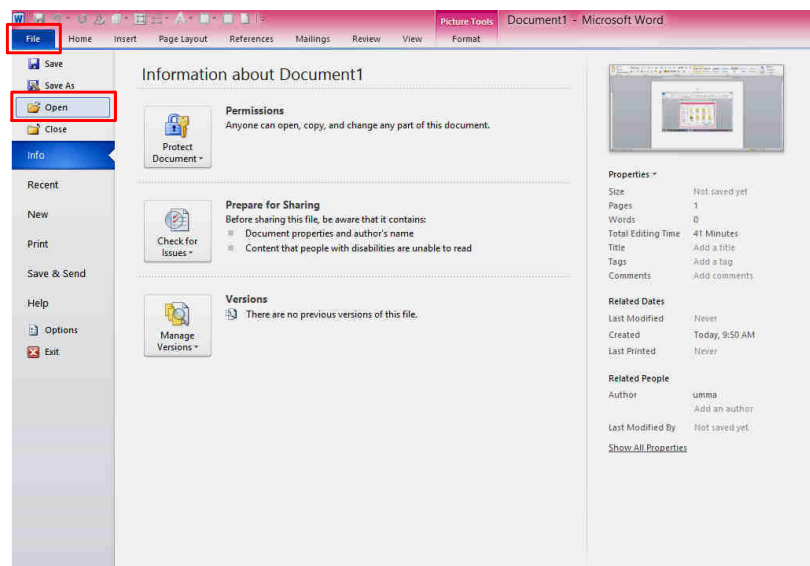 Picture Tools
Document1 - Microsoft Word
File Home Insert Page Layout References Mailings Review View Format
Save
Save As
Open
Close
Info
Recent
New
Print
Save & Send
Help
Options
Exit
Information about Document1
Protect
Document
Permissions
Anyone can open, copy, and change any part of this document.
Check for
Issues
Prepare for Sharing
Before sharing this file, be aware that it contains:
Document properties and author's name
Content that people with disabilities are unable to read
Manage
Versions
Versions
There are no previous versions of this file.
Properties
Size Not saved yet
Pages 1
Words 0
Total Editing Time 41 Minutes
Title Add a title
Tags Add a tag
Comments Add comments
Related Dates
Last Modified Never
Created Today, 9:50 AM
Last Printed Never
Related People
Author umma
Add an author
Last Modified By Not saved yet
Show All Properties